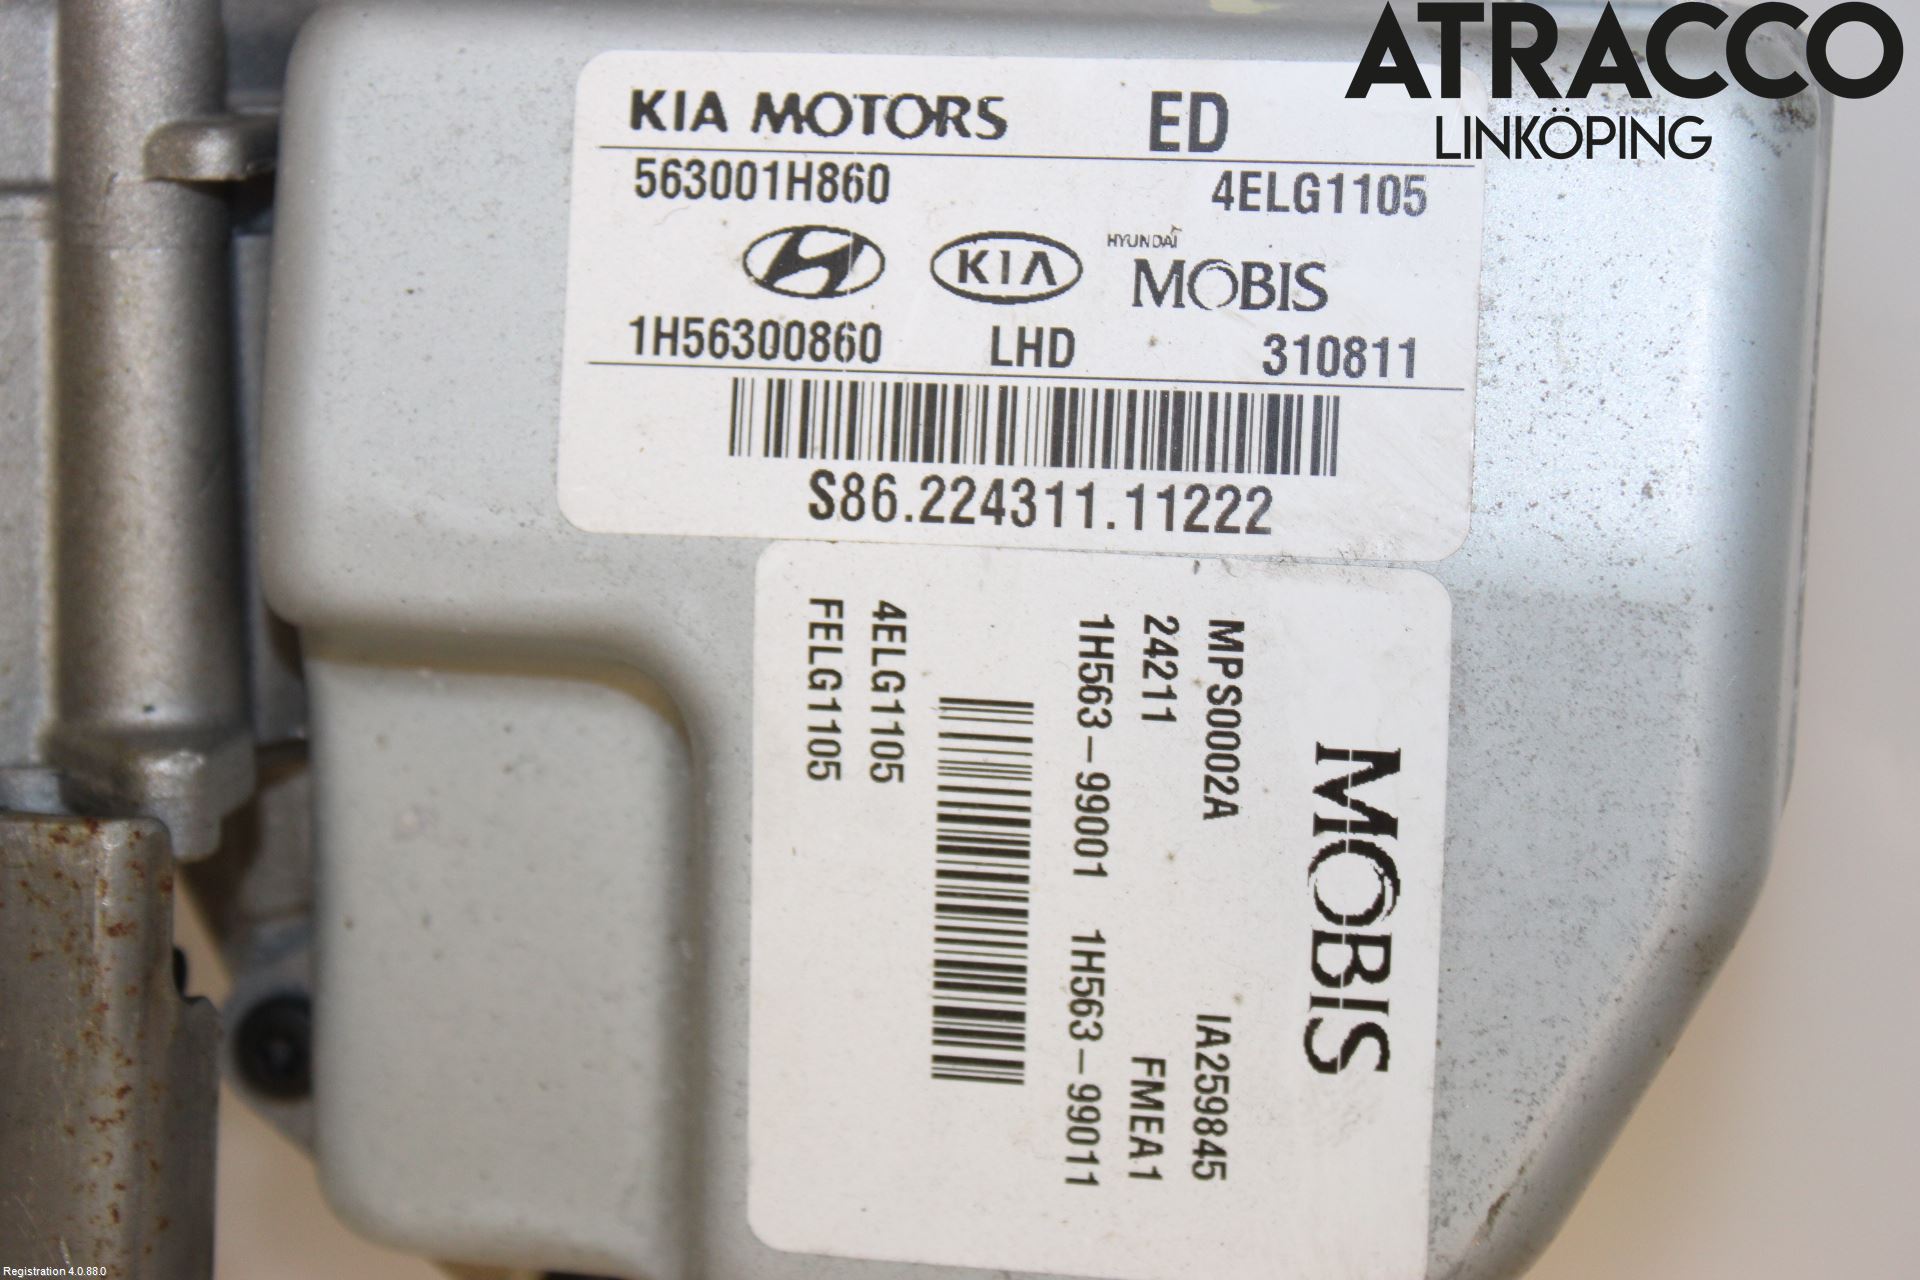 ATRACCO
LINKÖPING
KIA MOTORS ED
563001H860 4ELG1105
KIA HYUNDAI MOBIS
1H56300860 LHD 310811
S86.224311.11222
MOBIS
MPS0002A IA259845
24211 FMEA1
1H563-99001 1H563-99011
4ELG1105
FELG1105
Registration 4.0.88.0